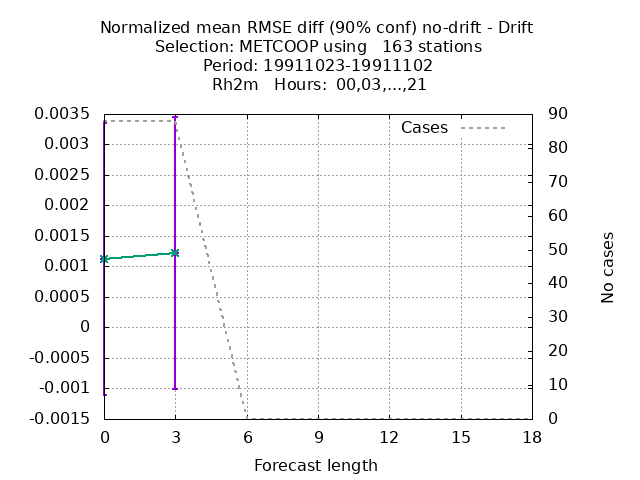 Normalized mean RMSE diff (90% conf) no-drift - Drift
Selection: METCOOP using   163 stations
Period: 19911023-19911102
Rh2m   Hours:  00,03,...,21
Cases
0.0035
0.003
0.0025
0.002
0.0015
0.001
0.0005
0
-0.0005
-0.001
-0.0015
90
80
70
60
50
40
30
20
10
0
No cases
0 3 6 9 12 15 18
Forecast length